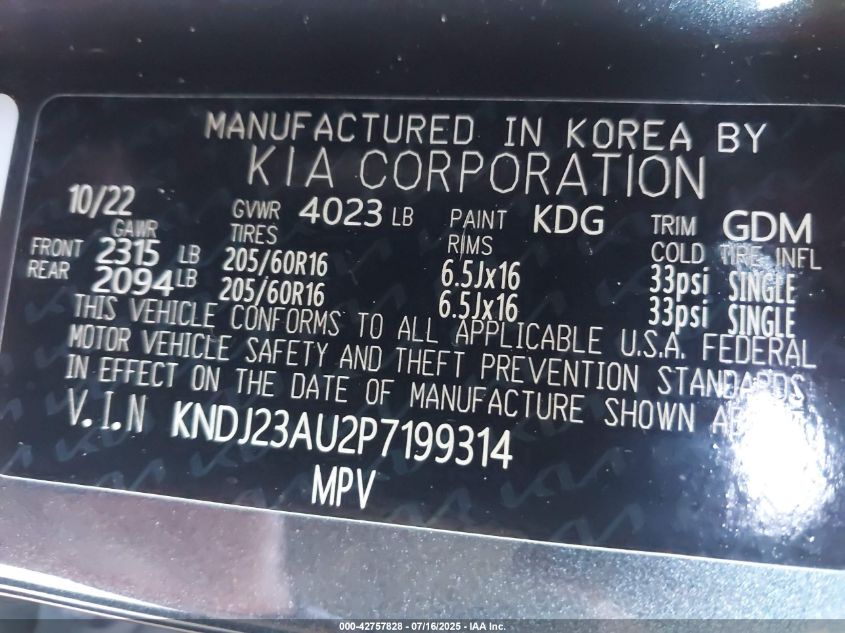 MANUFACTURED IN KOREA BY
KIA CORPORATION
10/22 GVWR 4023 LB PAINT KDG TRIM GDM
GAWR TIRES RIMS COLD TIRE INFL
FRONT 2315 LB 205/60R16 6.5Jx16 33psi SINGLE
REAR 2094 LB 205/60R16 6.5Jx16 33psi SINGLE
THIS VEHICLE CONFORMS TO ALL APPLICABLE U.S.A. FEDERAL
MOTOR VEHICLE SAFETY AND THEFT PREVENTION STANDARDS
IN EFFECT ON THE DATE OF MANUFACTURE SHOWN
V.I.N KNDJ23AU2P7199314
MPV
000-42757828 - 07/16/2025 - IAA Inc.